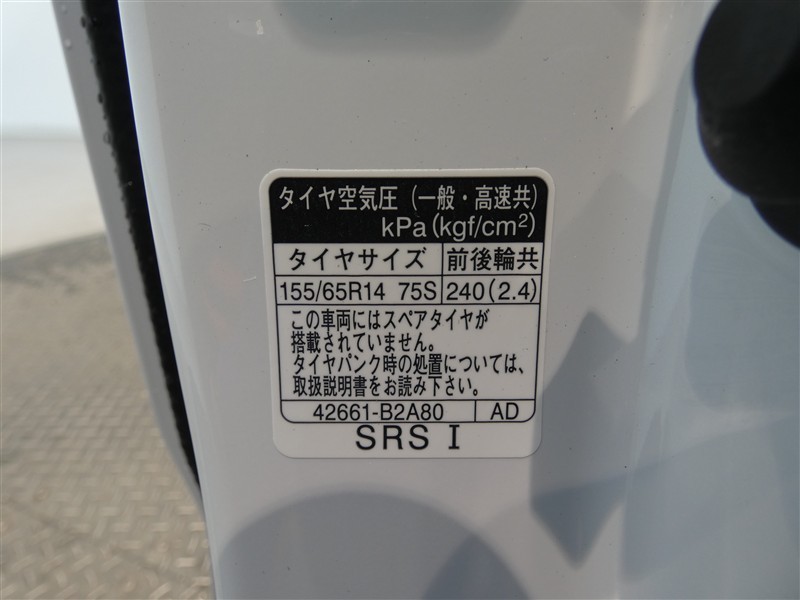 タイヤ空気圧（一般・高速共）
kPa(kgf/cm²)
タイヤサイズ 前後輪共
155/65R14 75S 240(2.4)
この車両にはスペアタイヤが
搭載されていません。
タイヤパンク時の処置については、
取扱説明書をお読み下さい。
42661-B2A80 AD
SRS I